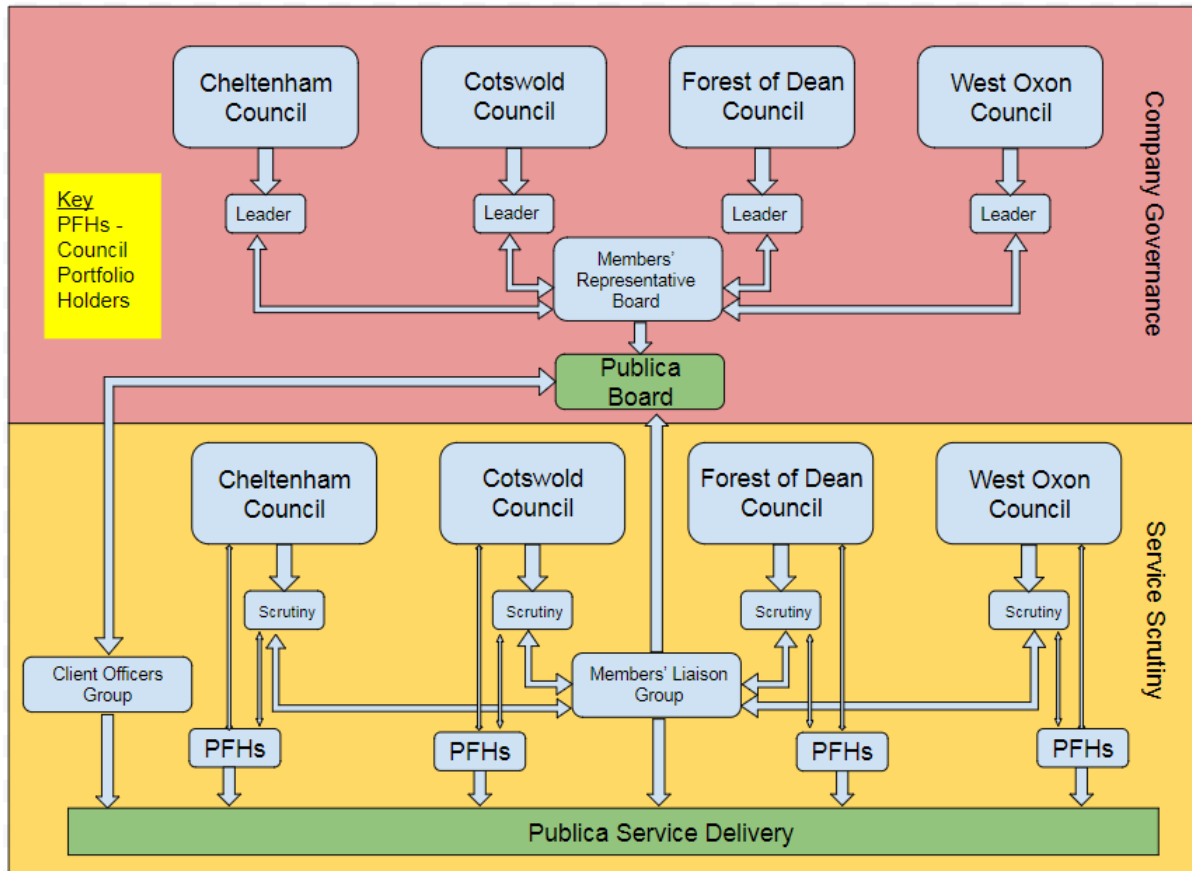 Cheltenham
Council
Cotswold
Council
Forest of Dean
Council
West Oxon
Council
Company Governance
Key
PFHs -
Council
Portfolio
Holders
Leader
Leader
Leader
Leader
Members'
Representative
Board
Publica
Board
Cheltenham
Council
Cotswold
Council
Forest of Dean
Council
West Oxon
Council
Service Scrutiny
Scrutiny
Scrutiny
Scrutiny
Scrutiny
Client Officers
Group
Members' Liaison
Group
PFHs
PFHs
PFHs
PFHs
Publica Service Delivery